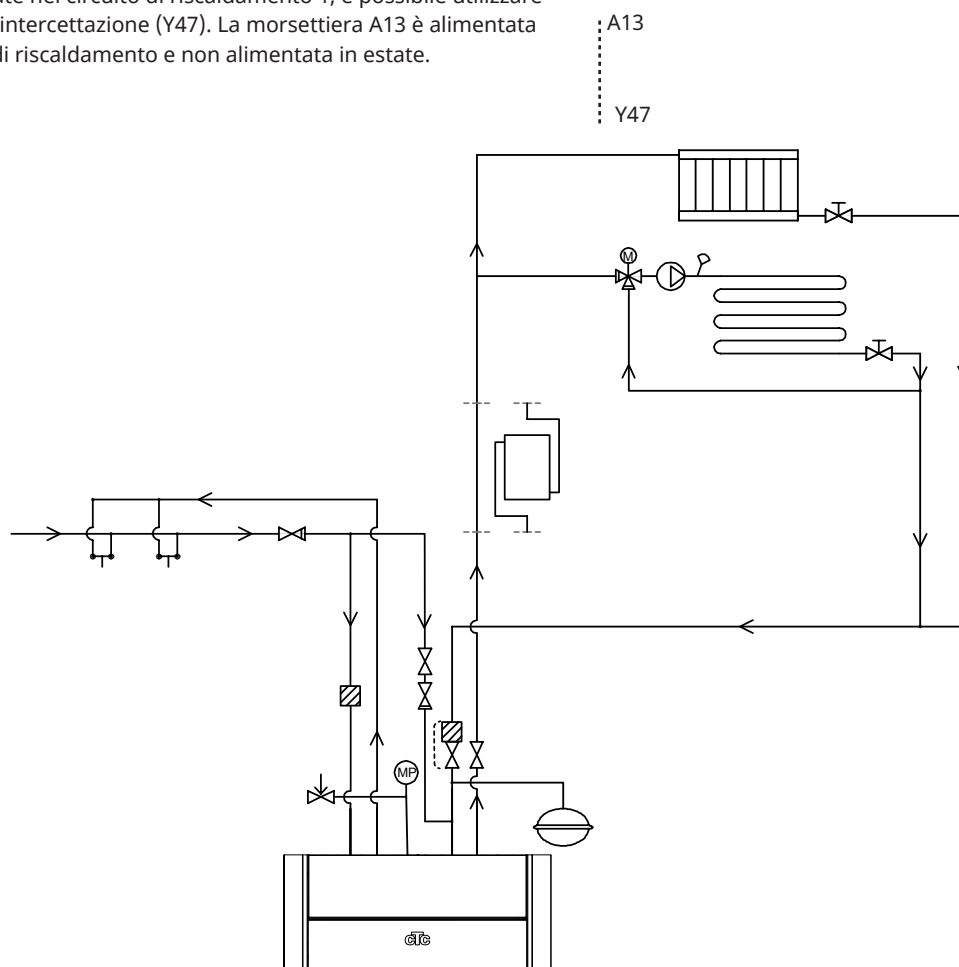 ate nel circuito di riscaldamento 1, è possibile utilizzare
intercettazione (Y47). La morsettiera A13 è alimentata
di riscaldamento e non alimentata in estate.
A13
Y47
M
MP
CTC